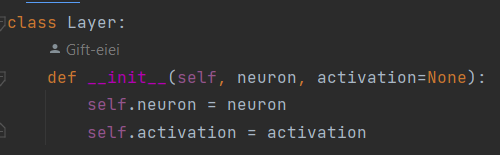 class Layer:
Gift-eiei
def __init__(self, neuron, activation=None):
self.neuron = neuron
self.activation = activation